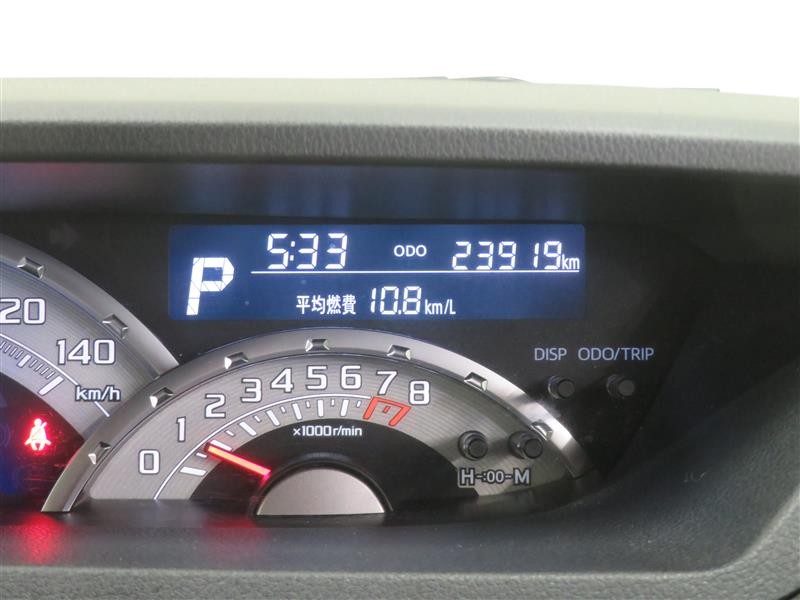 5:33 ODO 23919km
P
平均燃費 10.8km/L
20
140
km/h
DISP ODO/TRIP
0 1 2 3 4 5 6 7 8
×1000r/min
H-:00-M